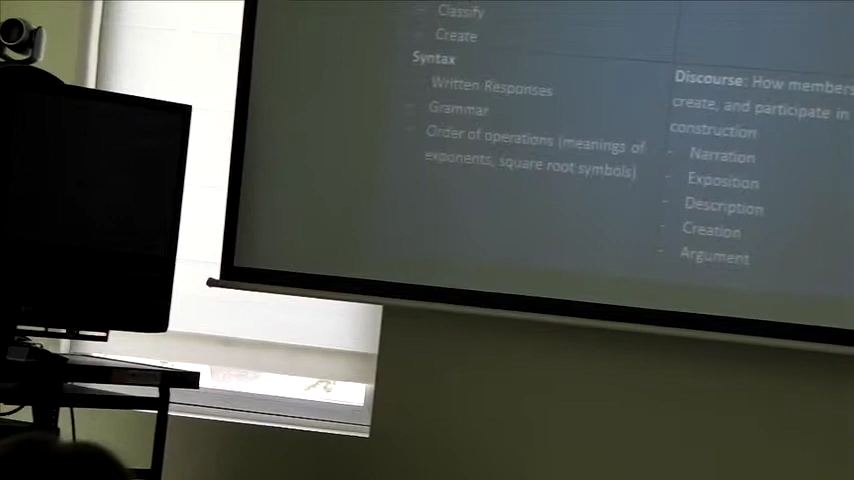 Classify
Create
Syntax
Written Responses
Grammar
Order of operations (meanings of
exponents, square root symbols)
Discourse: How members
create, and participate in
construction
- Narration
- Exposition
- Description
- Creation
- Argument